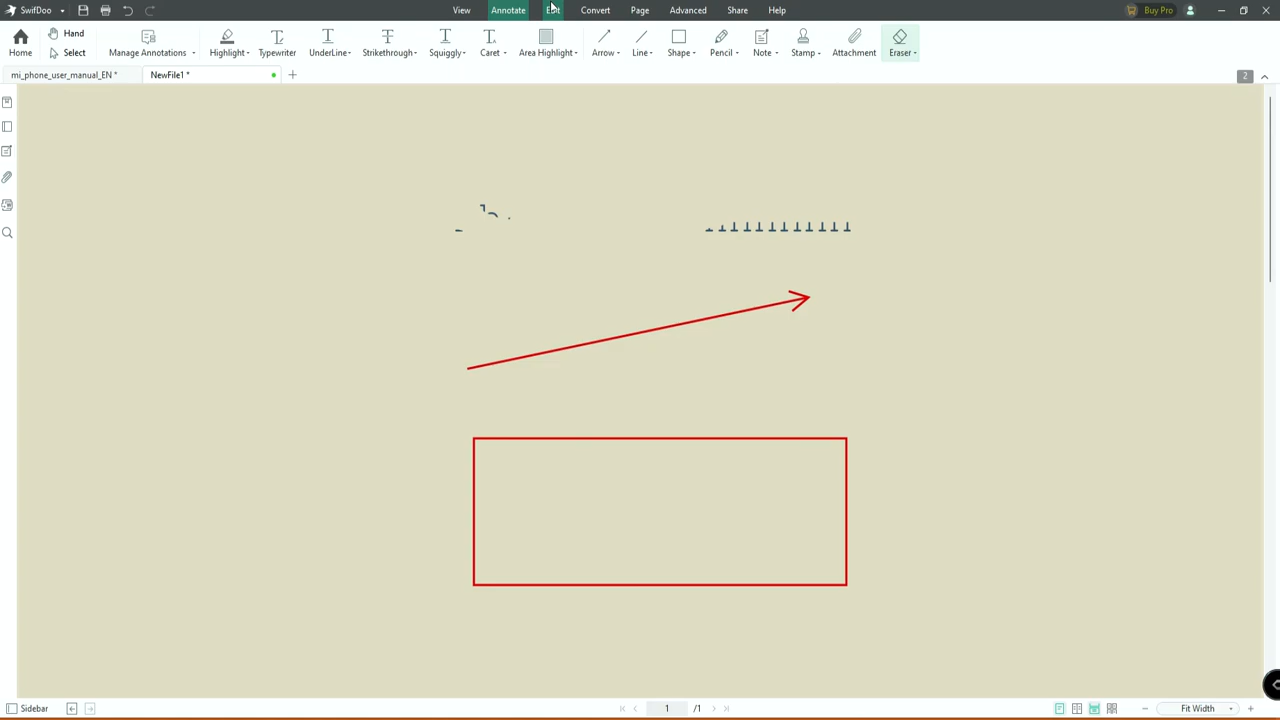 SwifDoo View Annotate Edit Convert Page Advanced Share Help Buy Pro
Hand
Select
Home Manage Annotations Highlight Typewriter UnderLine Strikethrough Squiggly Caret Area Highlight Arrow Line Shape Pencil Note Stamp Attachment Eraser
mi_phone_user_manual_EN * NewFile1 * 2
Sidebar 1 /1 Fit Width